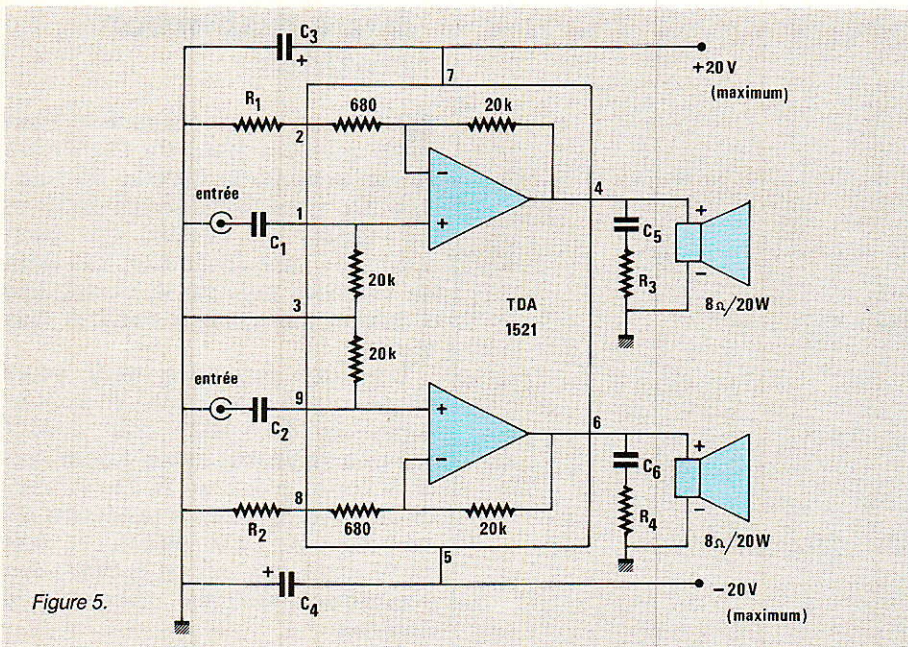 C3
+
+20 V
(maximum)
7
R1
680
20k
2
4
entrée
1
C1
−
+
+
−
C5
R3
8Ω/20W
20k
3
TDA
1521
20k
entrée
9
C2
+
−
6
+
−
C6
R4
8Ω/20W
8
R2
680
20k
5
+
C4
−20V
(maximum)
Figure 5.